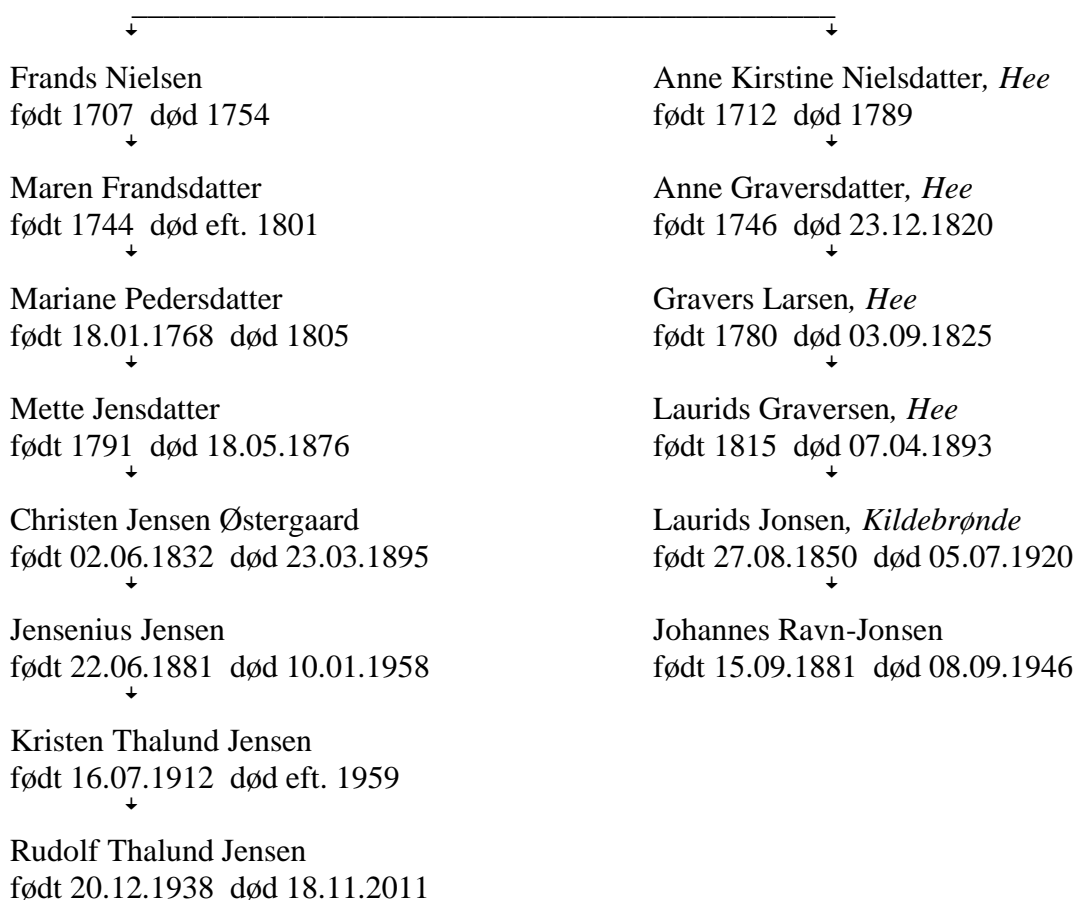 Frands Nielsen
født 1707 død 1754
Maren Frandsdatter
født 1744 død eft. 1801
Mariane Pedersdatter
født 18.01.1768 død 1805
Mette Jensdatter
født 1791 død 18.05.1876
Christen Jensen Østergaard
født 02.06.1832 død 23.03.1895
Jensenius Jensen
født 22.06.1881 død 10.01.1958
Kristen Thalund Jensen
født 16.07.1912 død eft. 1959
Rudolf Thalund Jensen
født 20.12.1938 død 18.11.2011
Anne Kirstine Nielsdatter, Hee
født 1712 død 1789
Anne Graversdatter, Hee
født 1746 død 23.12.1820
Gravers Larsen, Hee
født 1780 død 03.09.1825
Laurids Graversen, Hee
født 1815 død 07.04.1893
Laurids Jonsen, Kildebrønde
født 27.08.1850 død 05.07.1920
Johannes Ravn-Jonsen
født 15.09.1881 død 08.09.1946